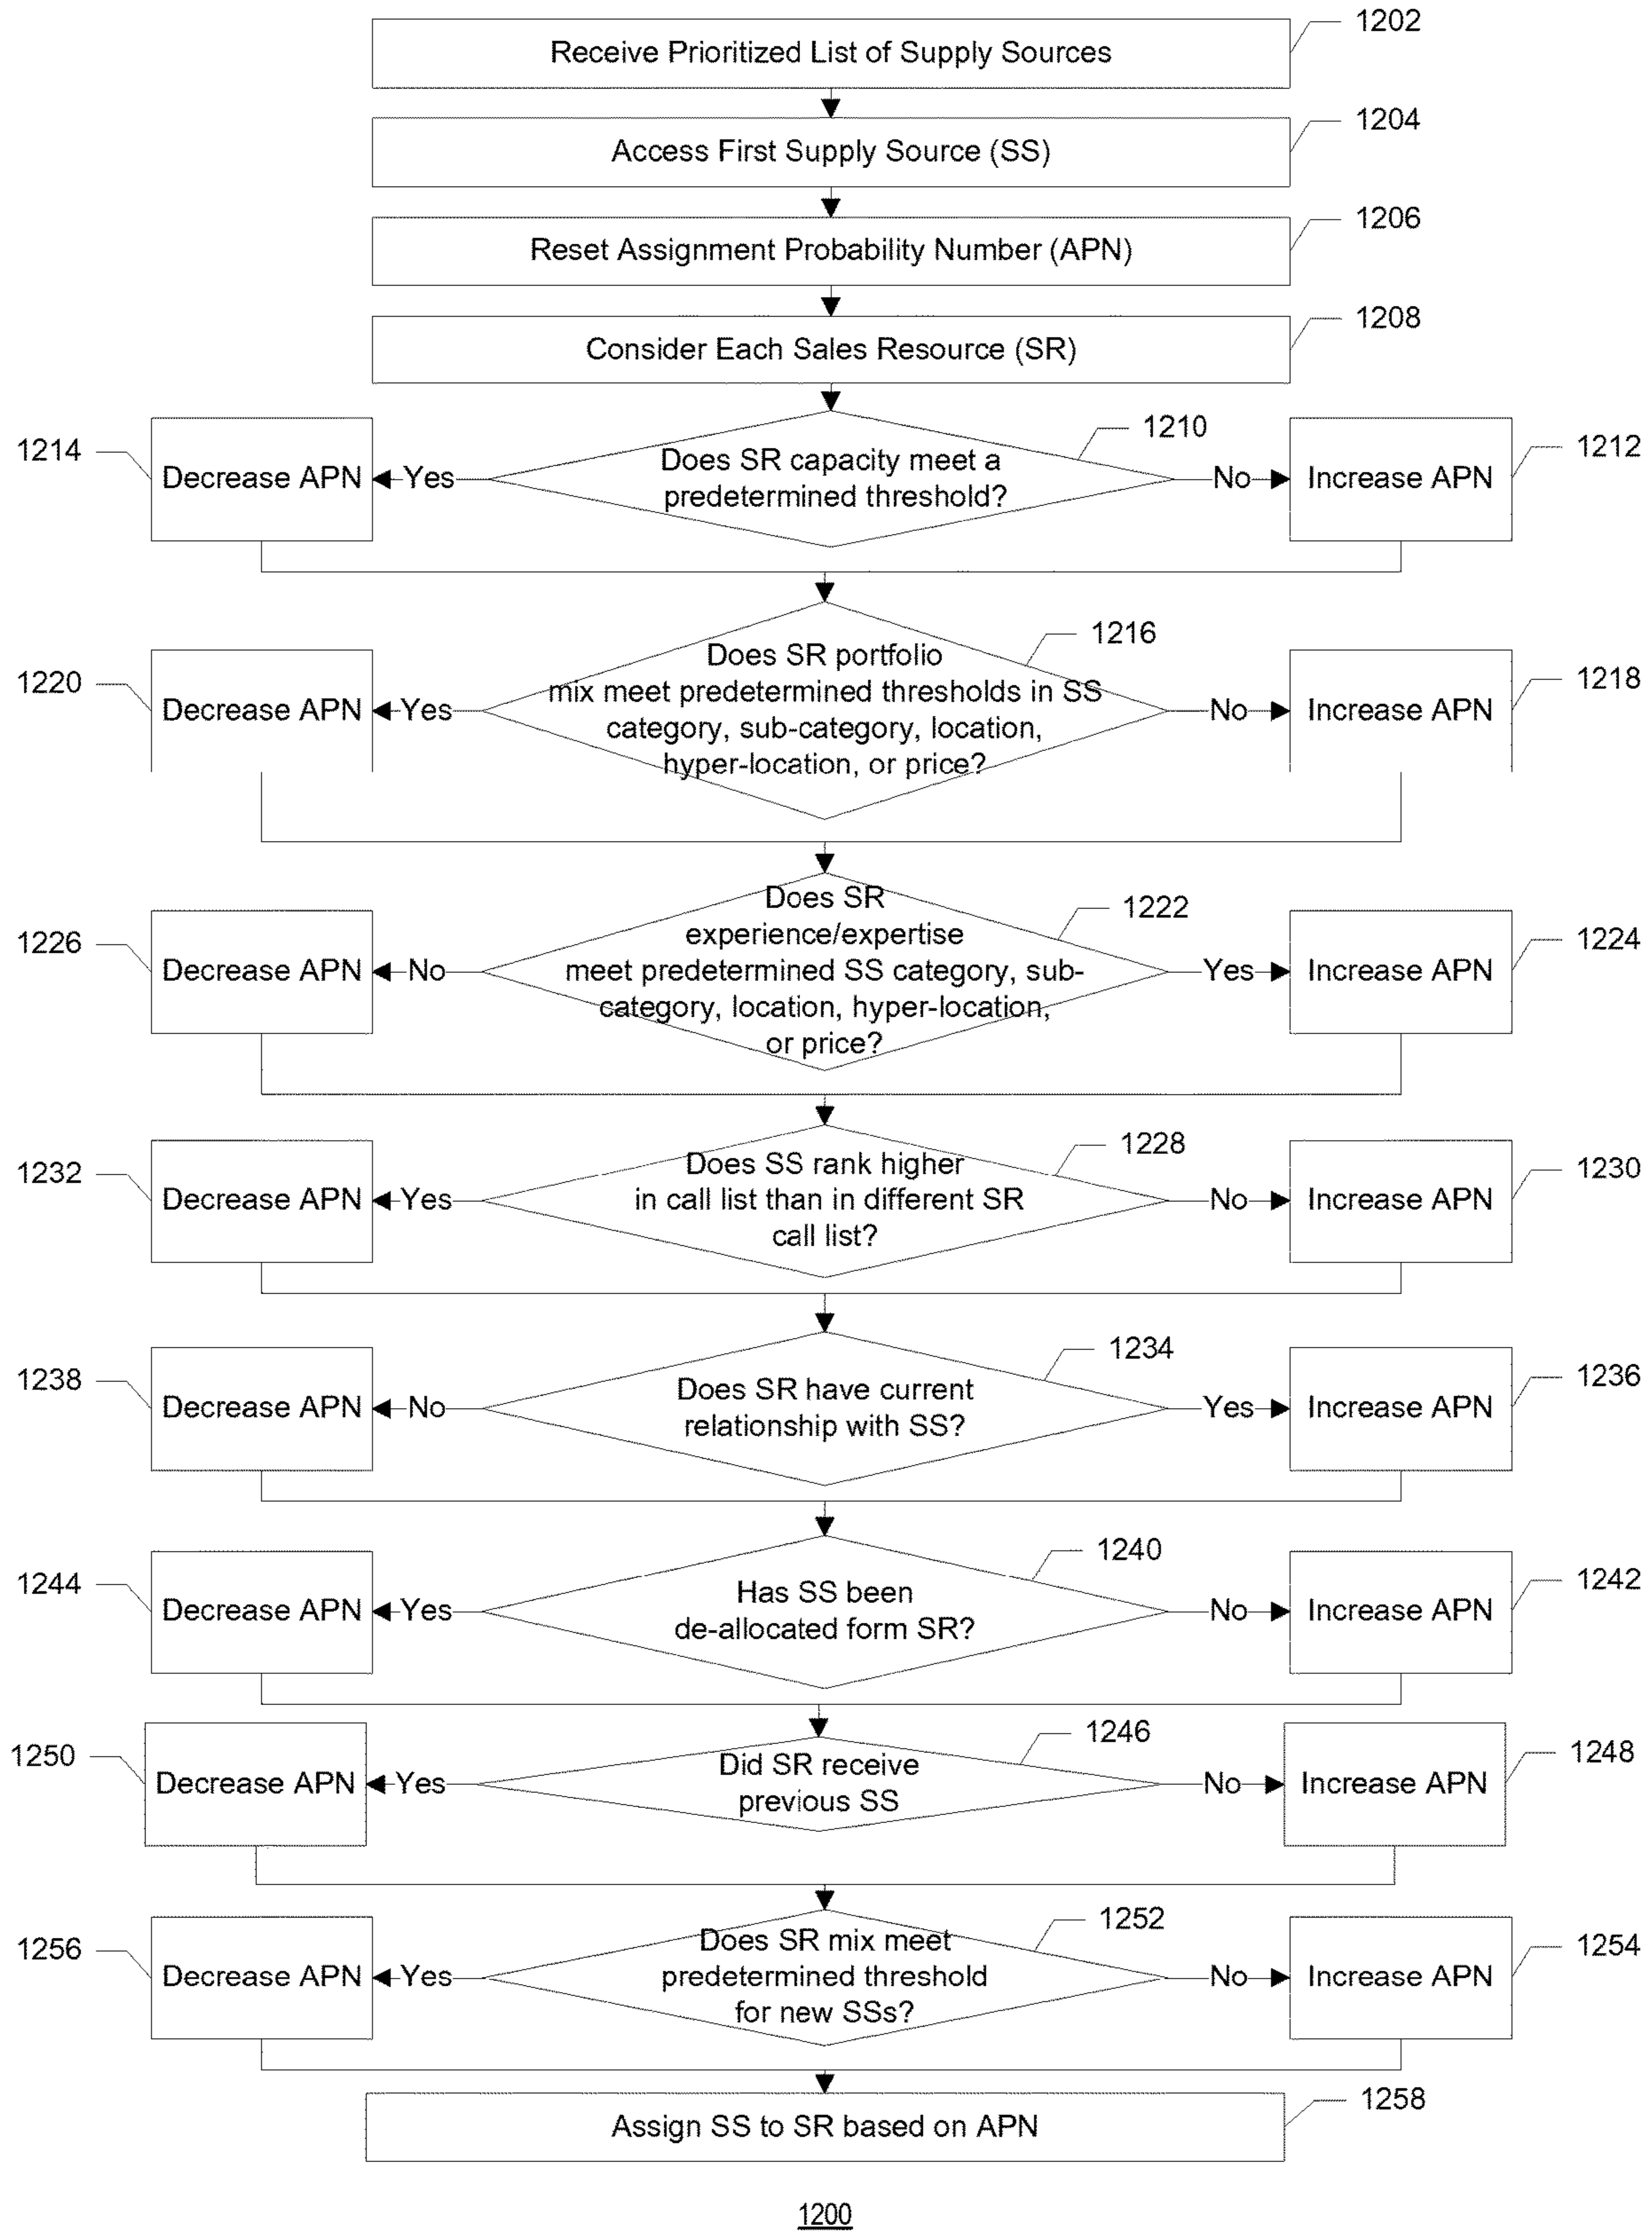 1202
Receive Prioritized List of Supply Sources
1204
Access First Supply Source (SS)
1206
Reset Assignment Probability Number (APN)
1208
Consider Each Sales Resource (SR)
1210
1214
1212
Decrease APN
Yes
Does SR capacity meet a
predetermined threshold?
No
Increase APN
1216
1220
1218
Decrease APN
Yes
Does SR portfolio
mix meet predetermined thresholds in SS
category, sub-category, location,
hyper-location, or price?
No
Increase APN
1222
1226
1224
Decrease APN
No
Does SR
experience/expertise
meet predetermined SS category, sub-
category, location, hyper-location,
or price?
Yes
Increase APN
1228
1232
1230
Decrease APN
Yes
Does SS rank higher
in call list than in different SR
call list?
No
Increase APN
1234
1238
1236
Decrease APN
No
Does SR have current
relationship with SS?
Yes
Increase APN
1240
1244
1242
Decrease APN
Yes
Has SS been
de-allocated form SR?
No
Increase APN
1246
1250
1248
Decrease APN
Yes
Did SR receive
previous SS
No
Increase APN
1252
1256
1254
Decrease APN
Yes
Does SR mix meet
predetermined threshold
for new SSs?
No
Increase APN
1258
Assign SS to SR based on APN
1200